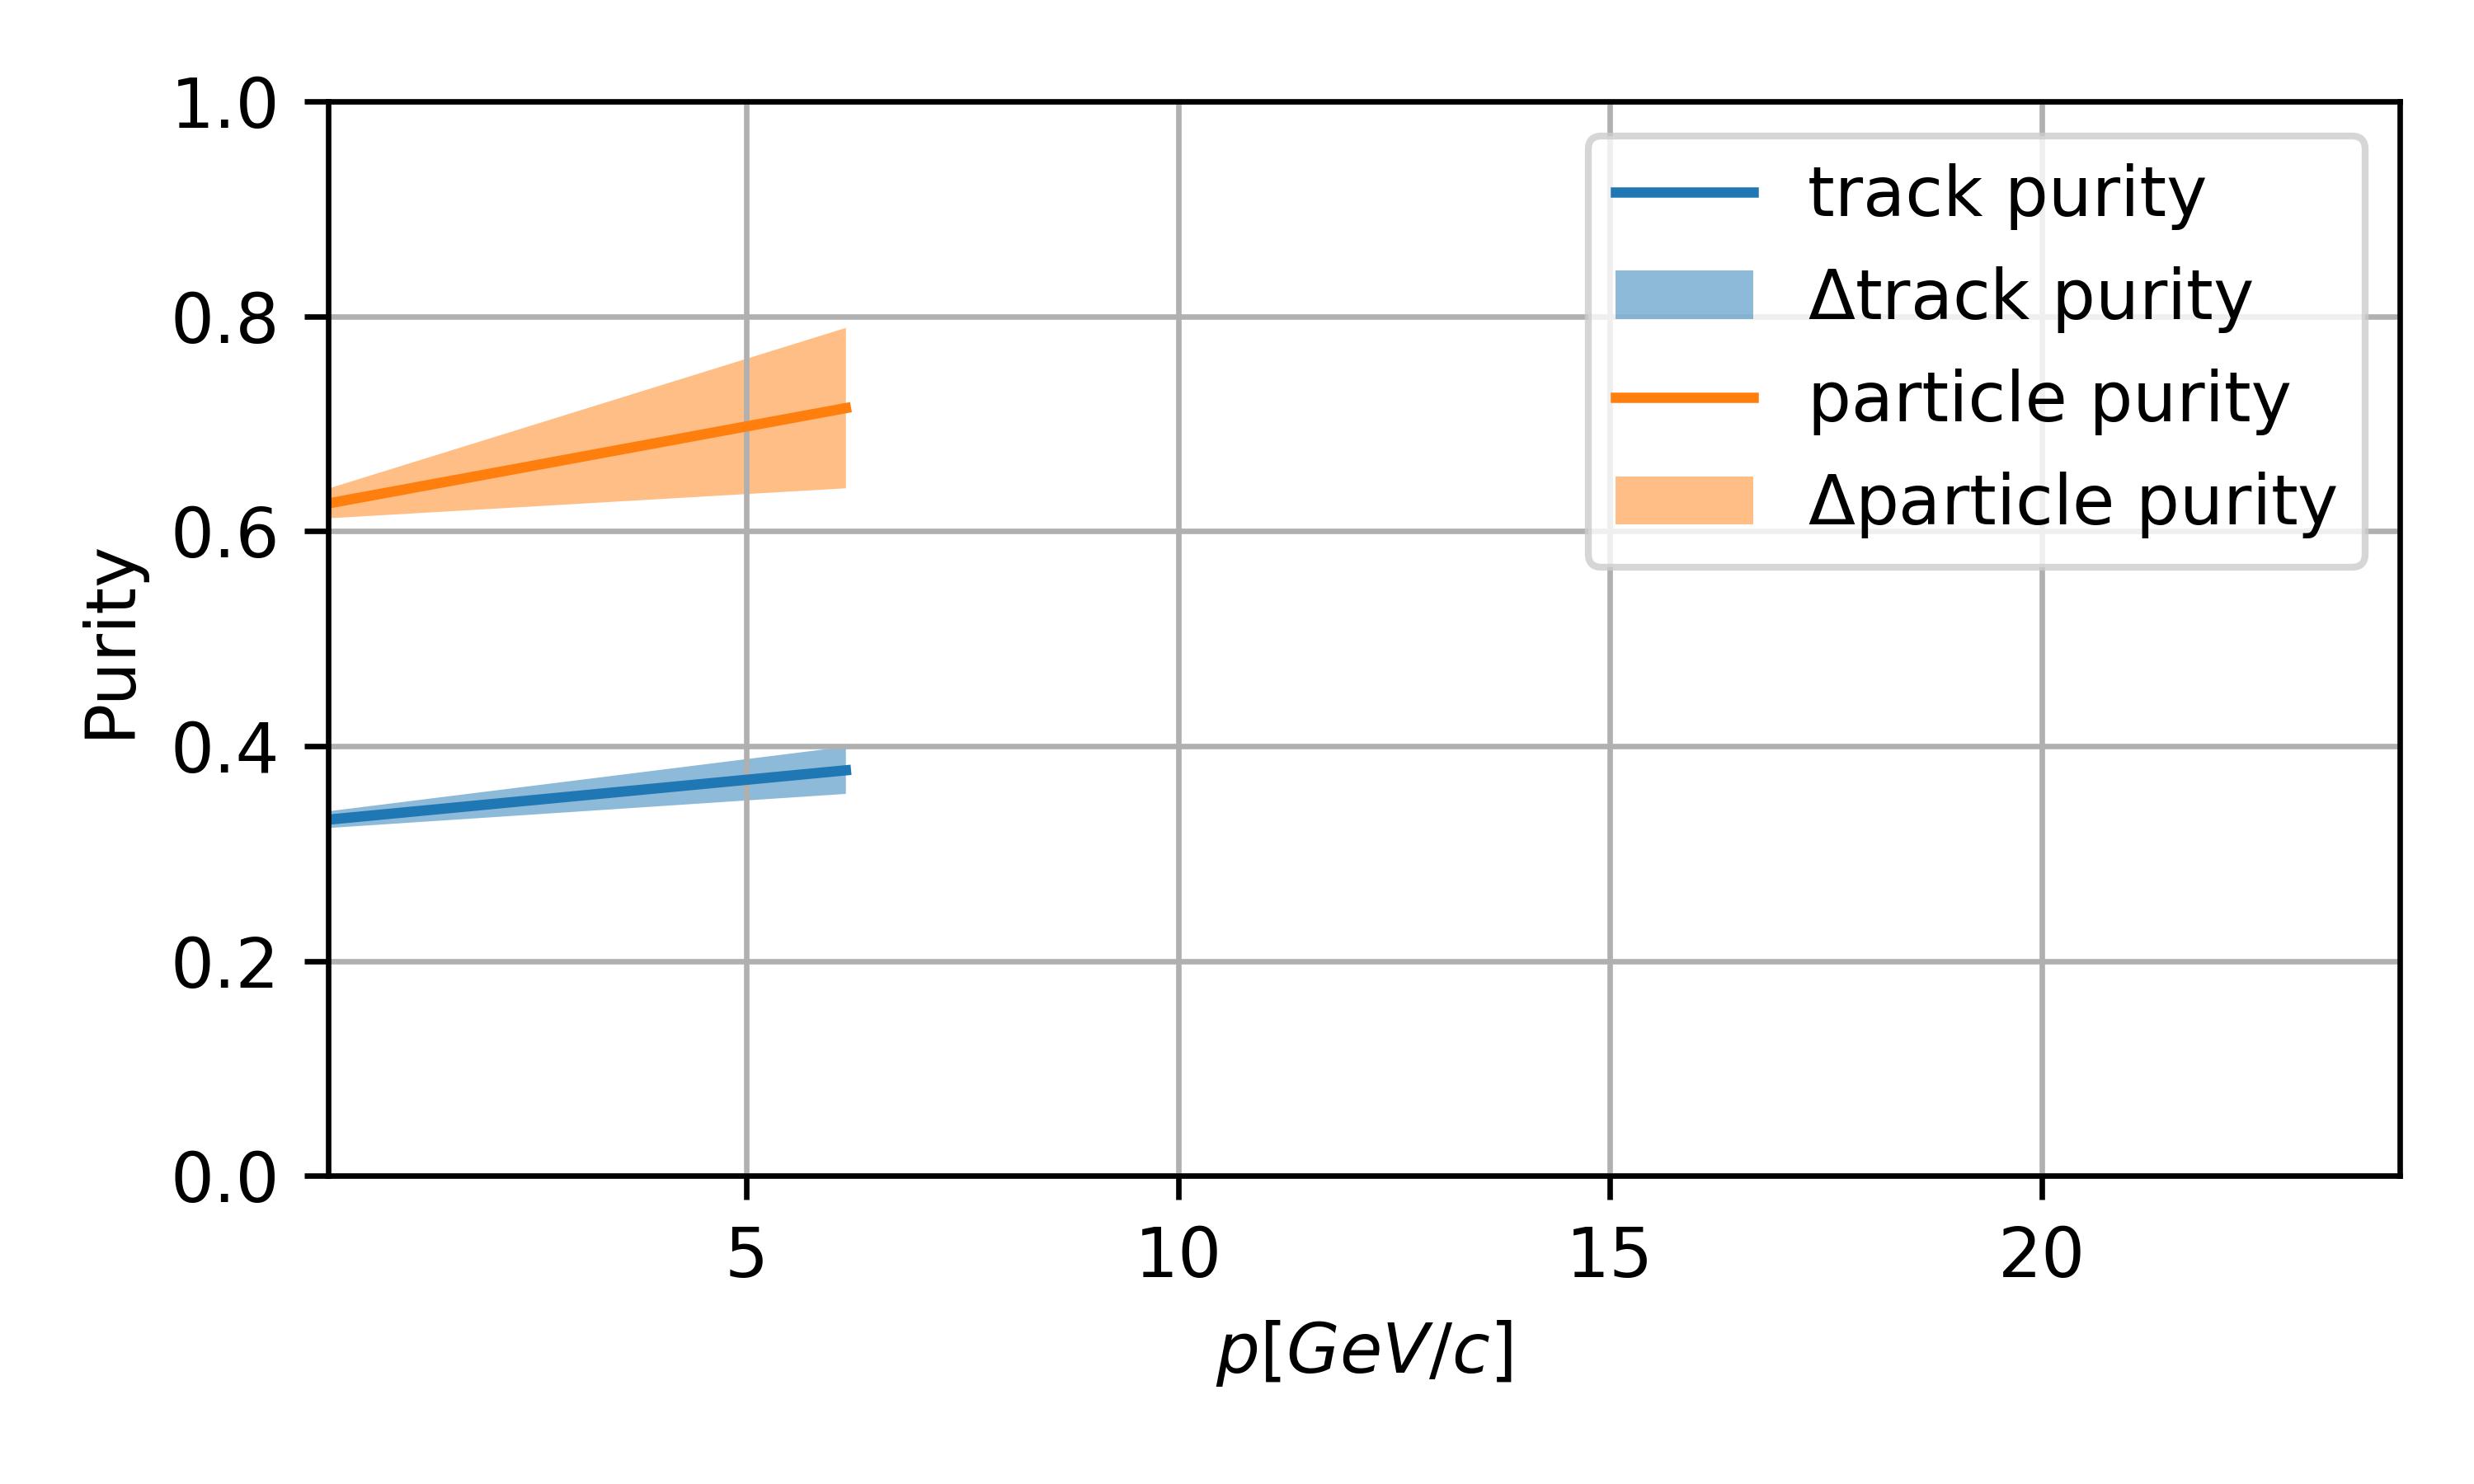 1.0
0.8
0.6
0.4
0.2
0.0
Purity
5 10 15 20
p[GeV/c]
track purity
Δtrack purity
particle purity
Δparticle purity